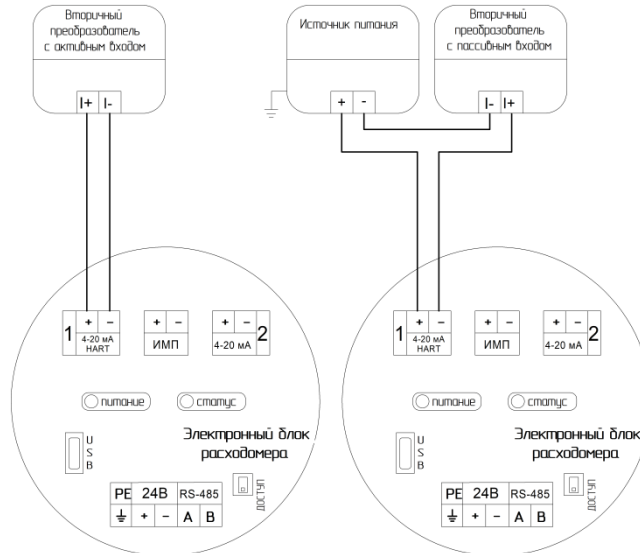 Вторичный
преобразователь
с активным входом
I+ I-
Источник питания
+ -
Вторичный
преобразователь
с пассивным входом
I- I+
1 + − 4-20 мА HART
+ − ИМП
+ − 4-20 мА 2
питание
статус
USB
Электронный блок
расходомера
ДОСТУП
PE 24В RS-485
+ − A B
1 + − 4-20 мА HART
+ − ИМП
+ − 4-20 мА 2
питание
статус
USB
Электронный блок
расходомера
ДОСТУП
PE 24В RS-485
+ − A B